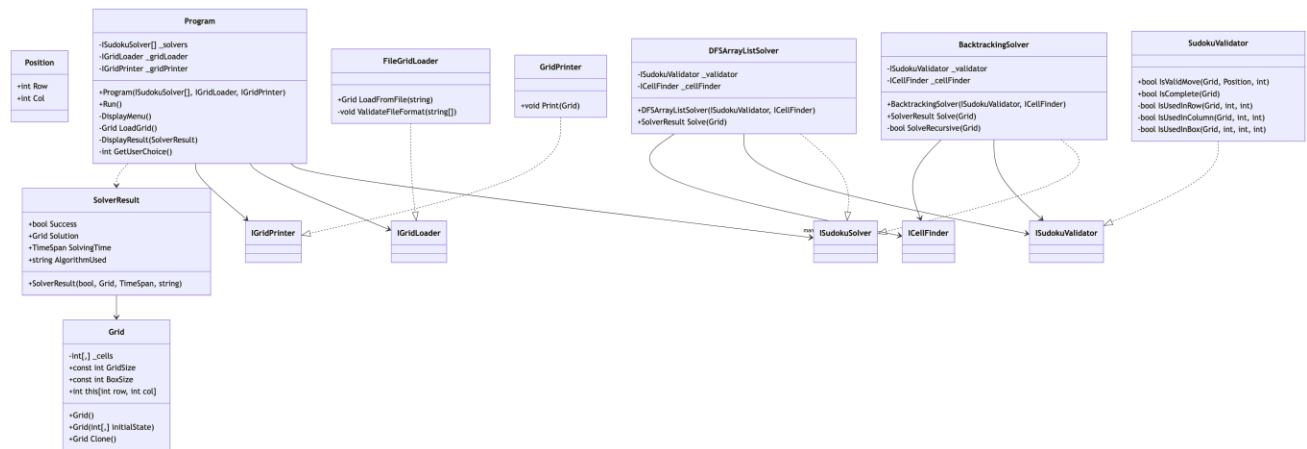 Program
-ISudokuSolver[] _solvers
-IGridLoader _gridLoader
-IGridPrinter _gridPrinter
+Program(ISudokuSolver[], IGridLoader, IGridPrinter)
+Run()
-DisplayMenu()
-Grid LoadGrid()
-DisplayResult(SolverResult)
-int GetUserChoice()
Position
+int Row
+int Col
FileGridLoader
+Grid LoadFromFile(string)
-void ValidateFileFormat(string[])
GridPrinter
+void Print(Grid)
DFSArrayListSolver
-ISudokuValidator _validator
-ICellFinder _cellFinder
+DFSArrayListSolver(ISudokuValidator, ICellFinder)
+SolverResult Solve(Grid)
BacktrackingSolver
-ISudokuValidator _validator
-ICellFinder _cellFinder
+BacktrackingSolver(ISudokuValidator, ICellFinder)
+SolverResult Solve(Grid)
-bool SolveRecursive(Grid)
SudokuValidator
+bool IsValidMove(Grid, Position, int)
+bool IsComplete(Grid)
-bool IsUsedInRow(Grid, int, int)
-bool IsUsedInColumn(Grid, int, int)
-bool IsUsedInBox(Grid, int, int, int)
SolverResult
+bool Success
+Grid Solution
+TimeSpan SolvingTime
+string AlgorithmUsed
+SolverResult(bool, Grid, TimeSpan, string)
IGridPrinter
IGridLoader
ISudokuSolver
ICellFinder
ISudokuValidator
Grid
-int[,] _cells
+const int GridSize
+const int BoxSize
+int this[int row, int col]
+Grid()
+Grid(int[,] initialState)
+Grid Clone()